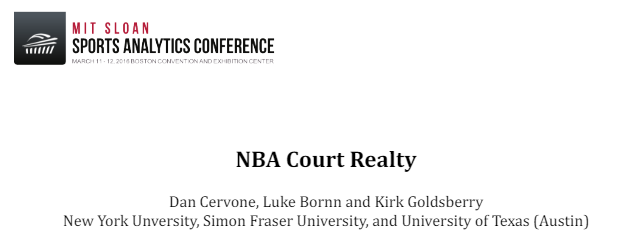 MIT SLOAN
SPORTS ANALYTICS CONFERENCE
MARCH 11 - 12, 2016 BOSTON CONVENTION AND EXHIBITION CENTER
NBA Court Realty
Dan Cervone, Luke Bornn and Kirk Goldsberry
New York Unversity, Simon Fraser University, and University of Texas (Austin)